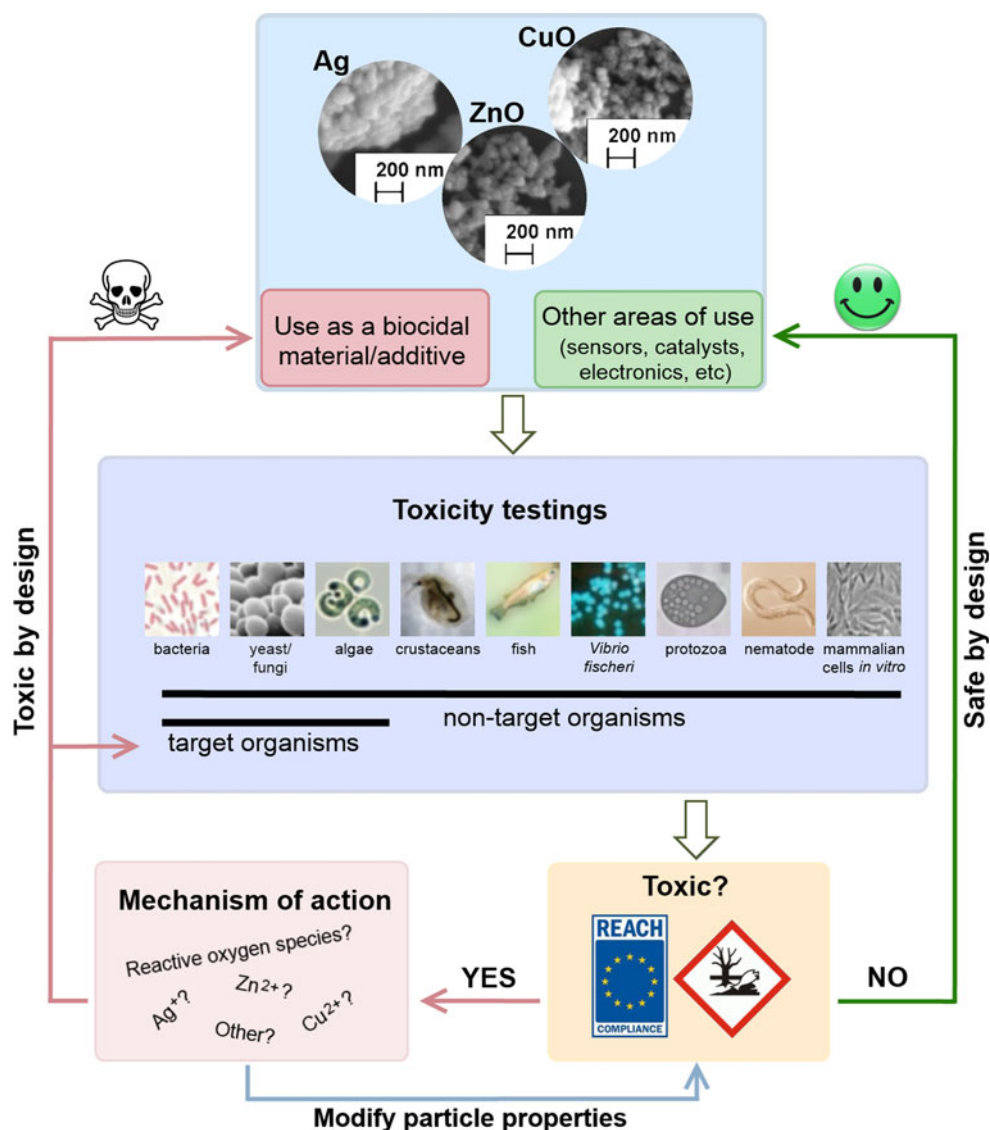 Ag
CuO
ZnO
200 nm
200 nm
200 nm
Use as a biocidal
material/additive
Other areas of use
(sensors, catalysts,
electronics, etc)
Toxic by design
Safe by design
Toxicity testings
bacteria
yeast/
fungi
algae
crustaceans
fish
Vibrio
fischeri
protozoa
nematode
mammalian
cells in vitro
non-target organisms
target organisms
Mechanism of action
Reactive oxygen species?
Ag+?
Zn2+?
Cu2+?
Other?
YES
Toxic?
REACH
COMPLIANCE
NO
Modify particle properties